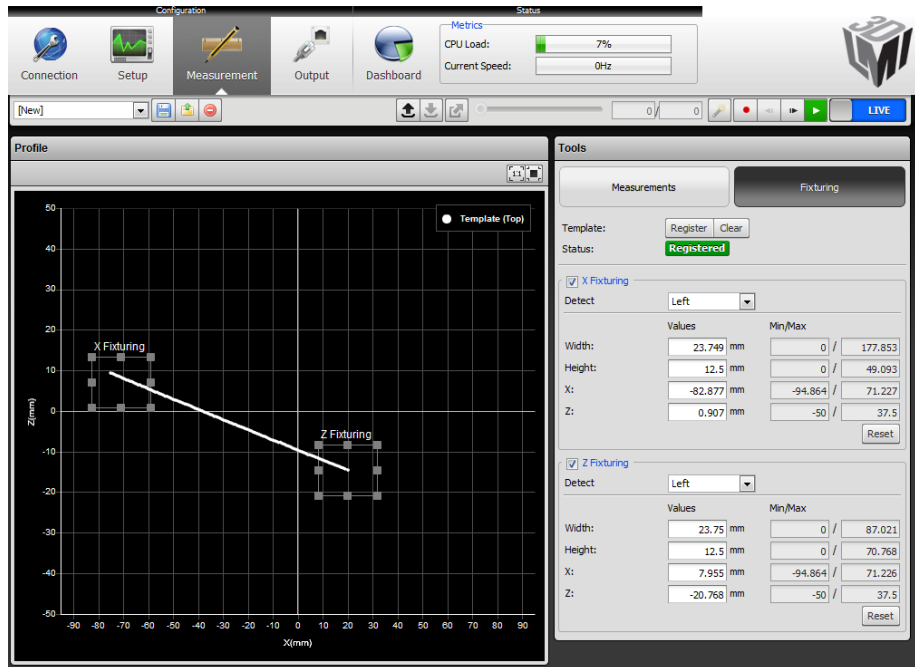 Configuration
Status
Connection
Setup
Measurement
Output
Dashboard
Metrics
CPU Load: 7%
Current Speed: 0Hz
3D
LMI
[New]
0 / 0
LIVE
Profile
1:1
Template (Top)
50
40
30
20
10
0
-10
-20
-30
-40
-50
Z(mm)
X Fixturing
Z Fixturing
-90 -80 -70 -60 -50 -40 -30 -20 -10 0 10 20 30 40 50 60 70 80 90
X(mm)
Tools
Measurements
Fixturing
Template: Register Clear
Status: Registered
X Fixturing
Detect Left
Values Min/Max
Width: 23.749 mm 0 / 177.853
Height: 12.5 mm 0 / 49.093
X: -82.877 mm -94.864 / 71.227
Z: 0.907 mm -50 / 37.5
Reset
Z Fixturing
Detect Left
Values Min/Max
Width: 23.75 mm 0 / 87.021
Height: 12.5 mm 0 / 70.768
X: 7.955 mm -94.864 / 71.226
Z: -20.768 mm -50 / 37.5
Reset